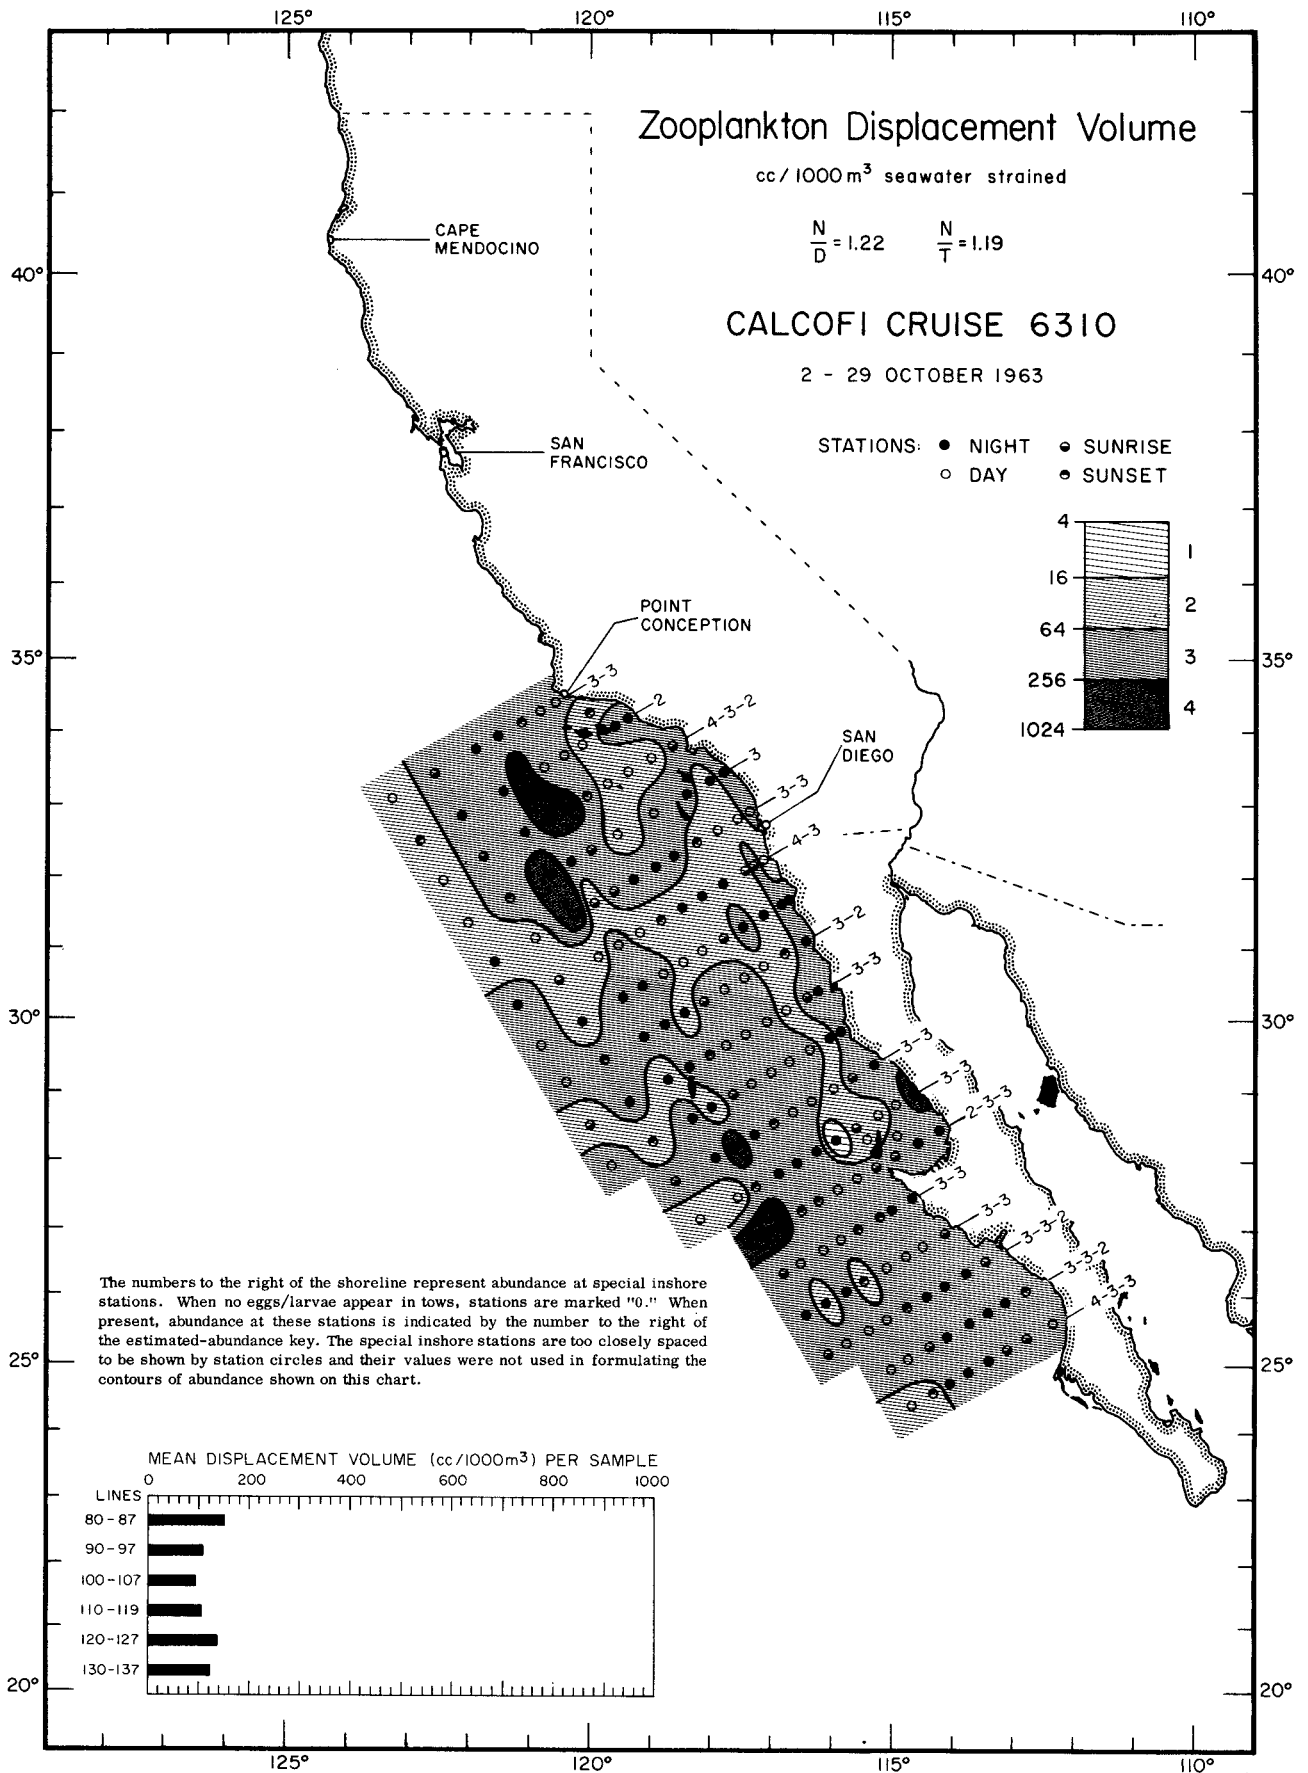 125° 120° 115° 110°
Zooplankton Displacement Volume
cc/1000 m³ seawater strained
N/D = 1.22 N/T = 1.19
CALCOFI CRUISE 6310
2 - 29 OCTOBER 1963
STATIONS: NIGHT SUNRISE
DAY SUNSET
4
1
16
2
64
3
256
4
1024
CAPE
MENDOCINO
40° 40°
SAN
FRANCISCO
POINT
CONCEPTION
35° 35°
3-3
2
4-3-2
SAN
DIEGO
3
3-3
4-3
3-2
3-3
30° 30°
3-3
3-3
2-3-3
3-3
3-3
3-3-2
3-3-2
4-3-3
The numbers to the right of the shoreline represent abundance at special inshore
stations. When no eggs/larvae appear in tows, stations are marked "0." When
present, abundance at these stations is indicated by the number to the right of
the estimated-abundance key. The special inshore stations are too closely spaced
to be shown by station circles and their values were not used in formulating the
contours of abundance shown on this chart.
25° 25°
MEAN DISPLACEMENT VOLUME (cc/1000m³) PER SAMPLE
0 200 400 600 800 1000
LINES
80-87
90-97
100-107
110-119
120-127
130-137
20° 20°
125° 120° 115° 110°